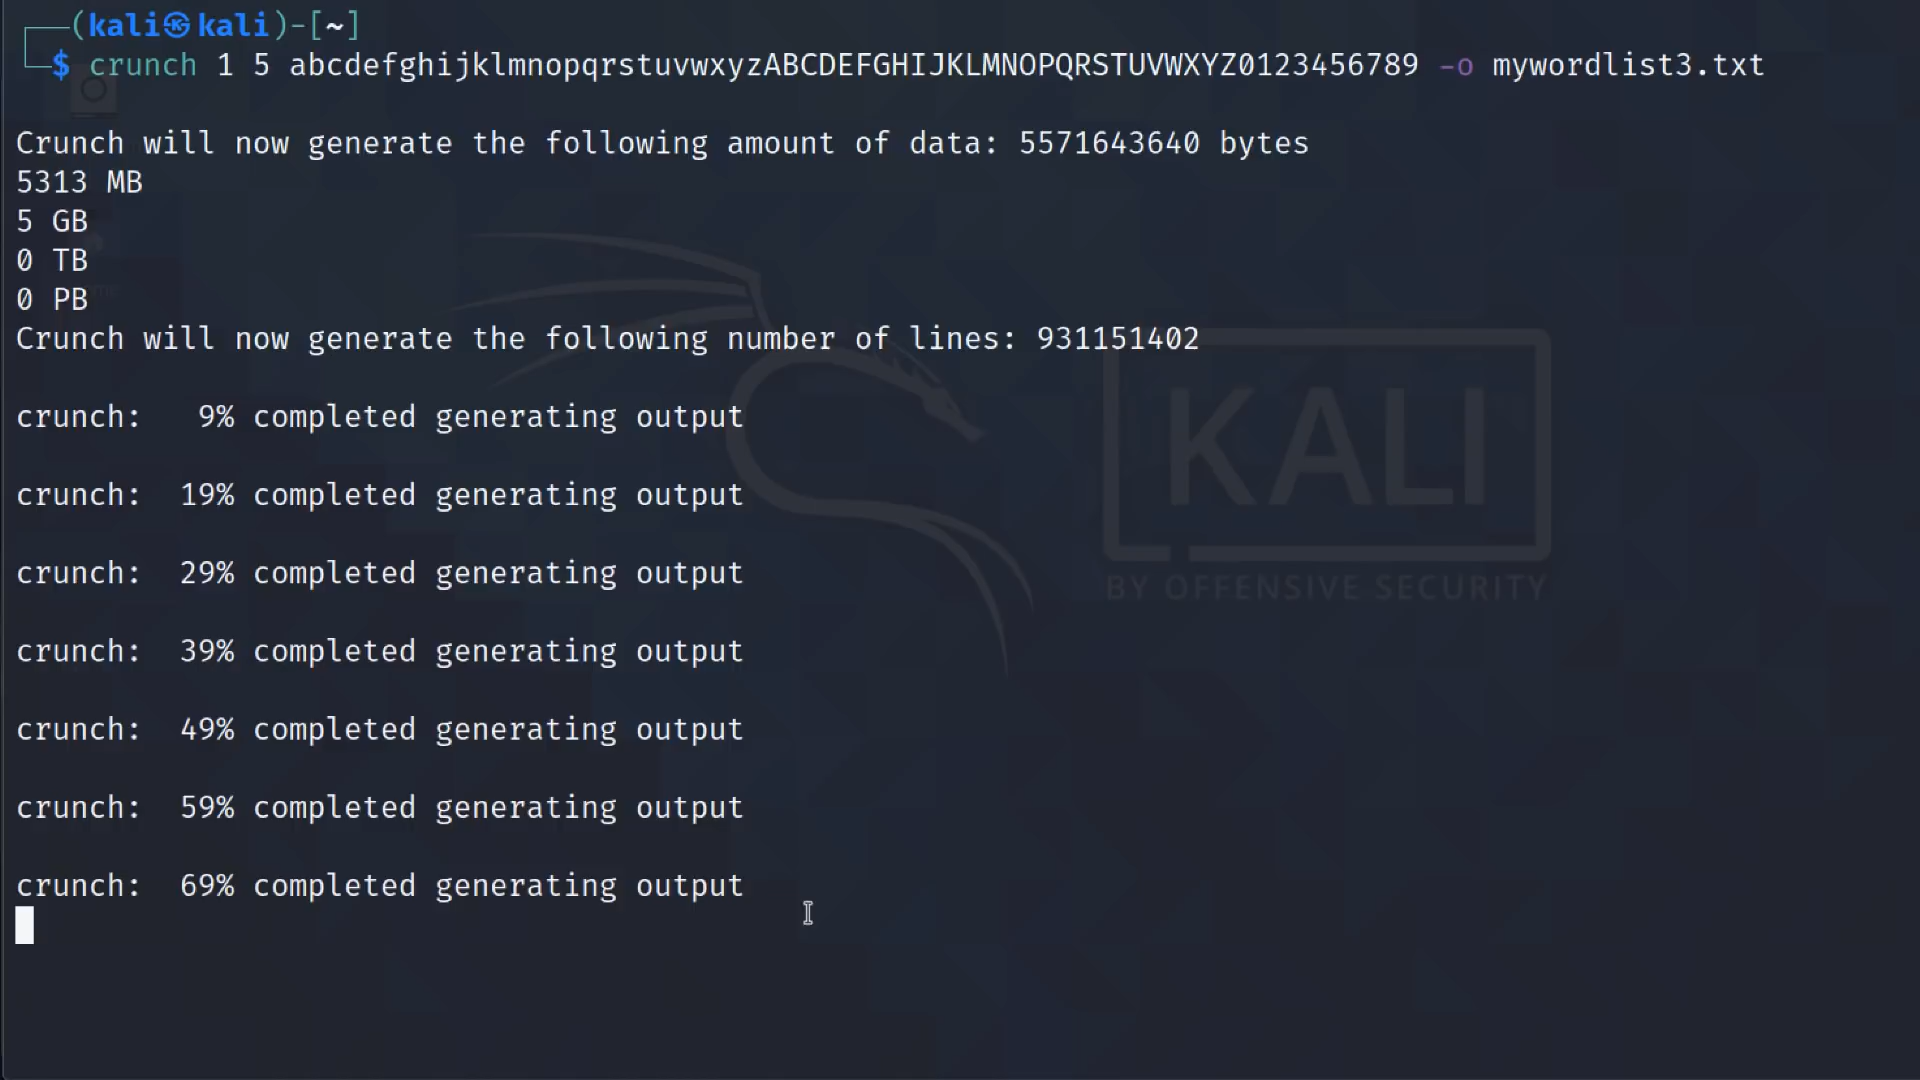 (kali㉿kali)-[~]
$ crunch 1 5 abcdefghijklmnopqrstuvwxyzABCDEFGHIJKLMNOPQRSTUVWXYZ0123456789 -o mywordlist3.txt
Crunch will now generate the following amount of data: 5571643640 bytes
5313 MB
5 GB
0 TB
0 PB
Crunch will now generate the following number of lines: 931151402
crunch:   9% completed generating output
crunch:  19% completed generating output
crunch:  29% completed generating output
crunch:  39% completed generating output
crunch:  49% completed generating output
crunch:  59% completed generating output
crunch:  69% completed generating output
KALI
BY OFFENSIVE SECURITY